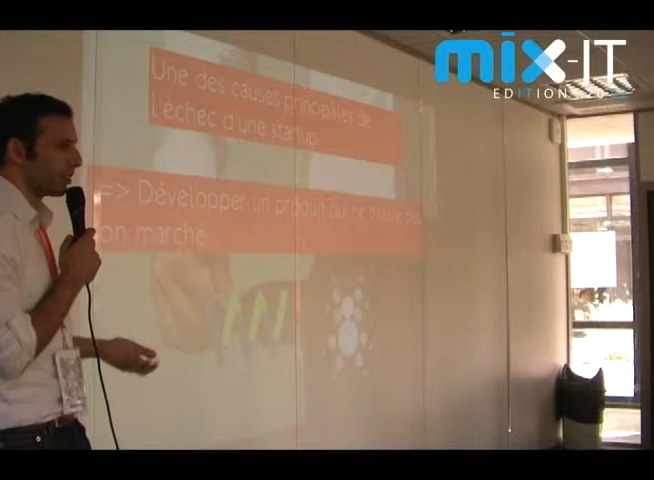 mix-IT
EDITION
Une des causes principales de
l'échec d'une startup
=> Développer un produit qui ne trouve pas
son marché